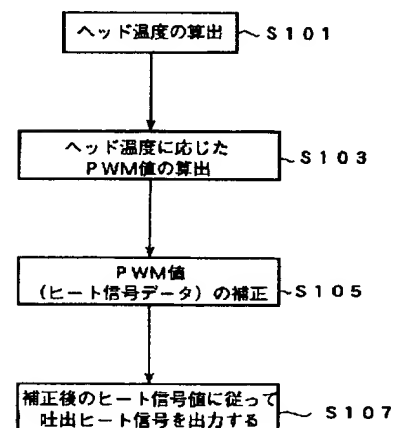 ヘッド温度の算出 S101
ヘッド温度に応じた
PWM値の算出 S103
PWM値
(ヒート信号データ)の補正 S105
補正後のヒート信号値に従って
吐出ヒート信号を出力する S107